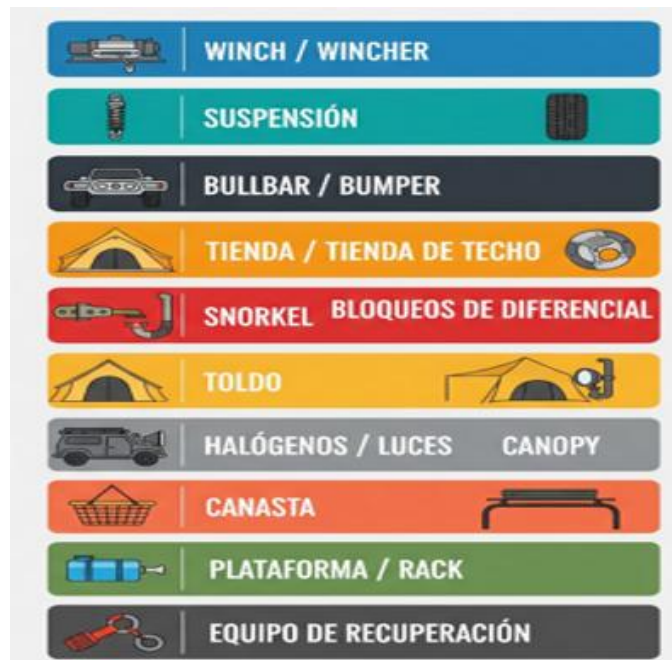 WINCH / WINCHER
SUSPENSIÓN
BULLBAR / BUMPER
TIENDA / TIENDA DE TECHO
SNORKEL BLOQUEOS DE DIFERENCIAL
TOLDO
HALÓGENOS / LUCES CANOPY
CANASTA
PLATAFORMA / RACK
EQUIPO DE RECUPERACIÓN